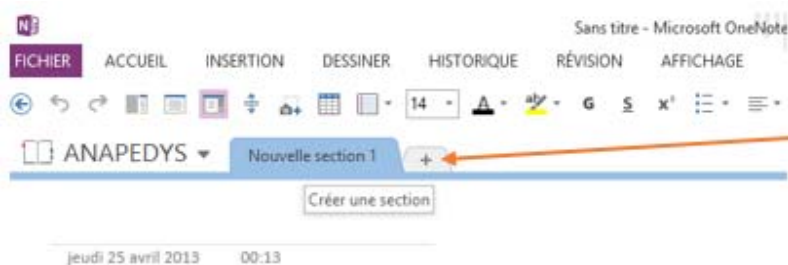 Sans titre - Microsoft OneNote
FICHIER ACCUEIL INSERTION DESSINER HISTORIQUE RÉVISION AFFICHAGE
14 A aby G S x
ANAPEDYS Nouvelle section 1 +
Créer une section
jeudi 25 avril 2013 00:13